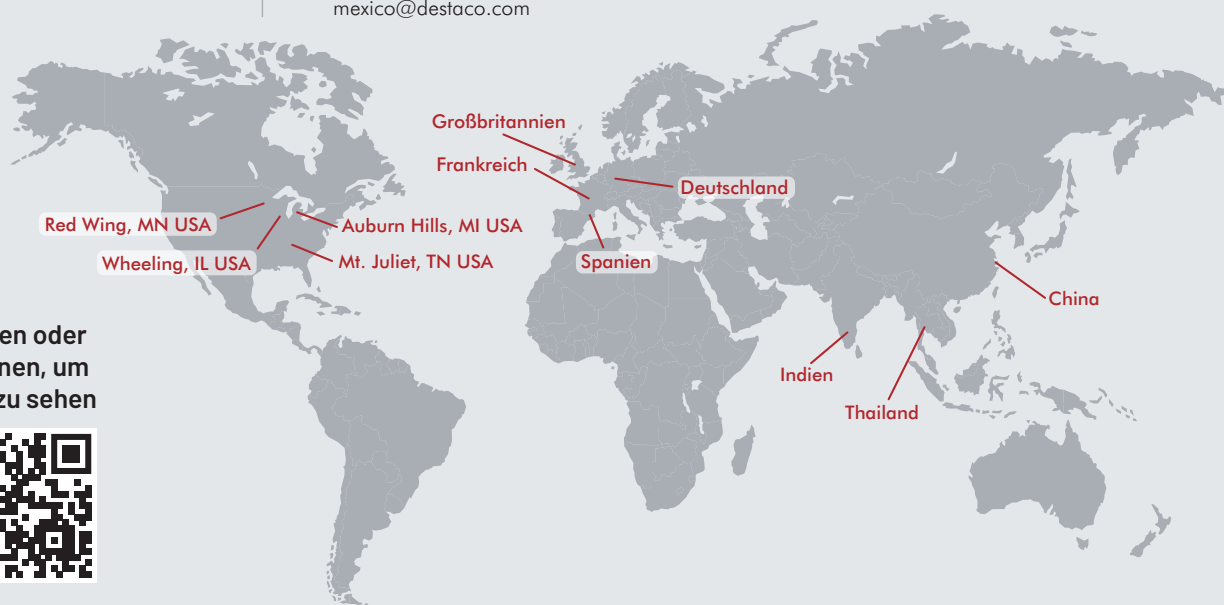 mexico@destaco.com
Großbritannien
Frankreich
Deutschland
Red Wing, MN USA
Auburn Hills, MI USA
Wheeling, IL USA
Mt. Juliet, TN USA
Spanien
China
Indien
Thailand
en oder
nen, um
zu sehen